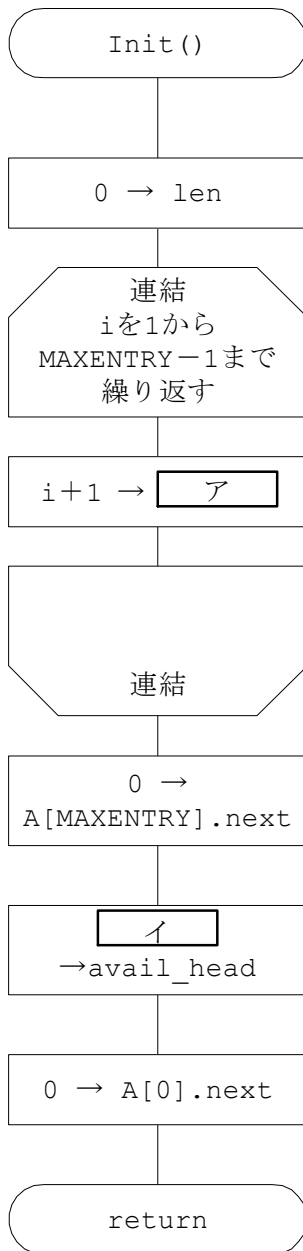 Init()
0 → len
連結
iを1から
MAXENTRY－1まで
繰り返す
i＋1 → ア
連結
0 →
A[MAXENTRY].next
イ
→avail_head
0 → A[0].next
return